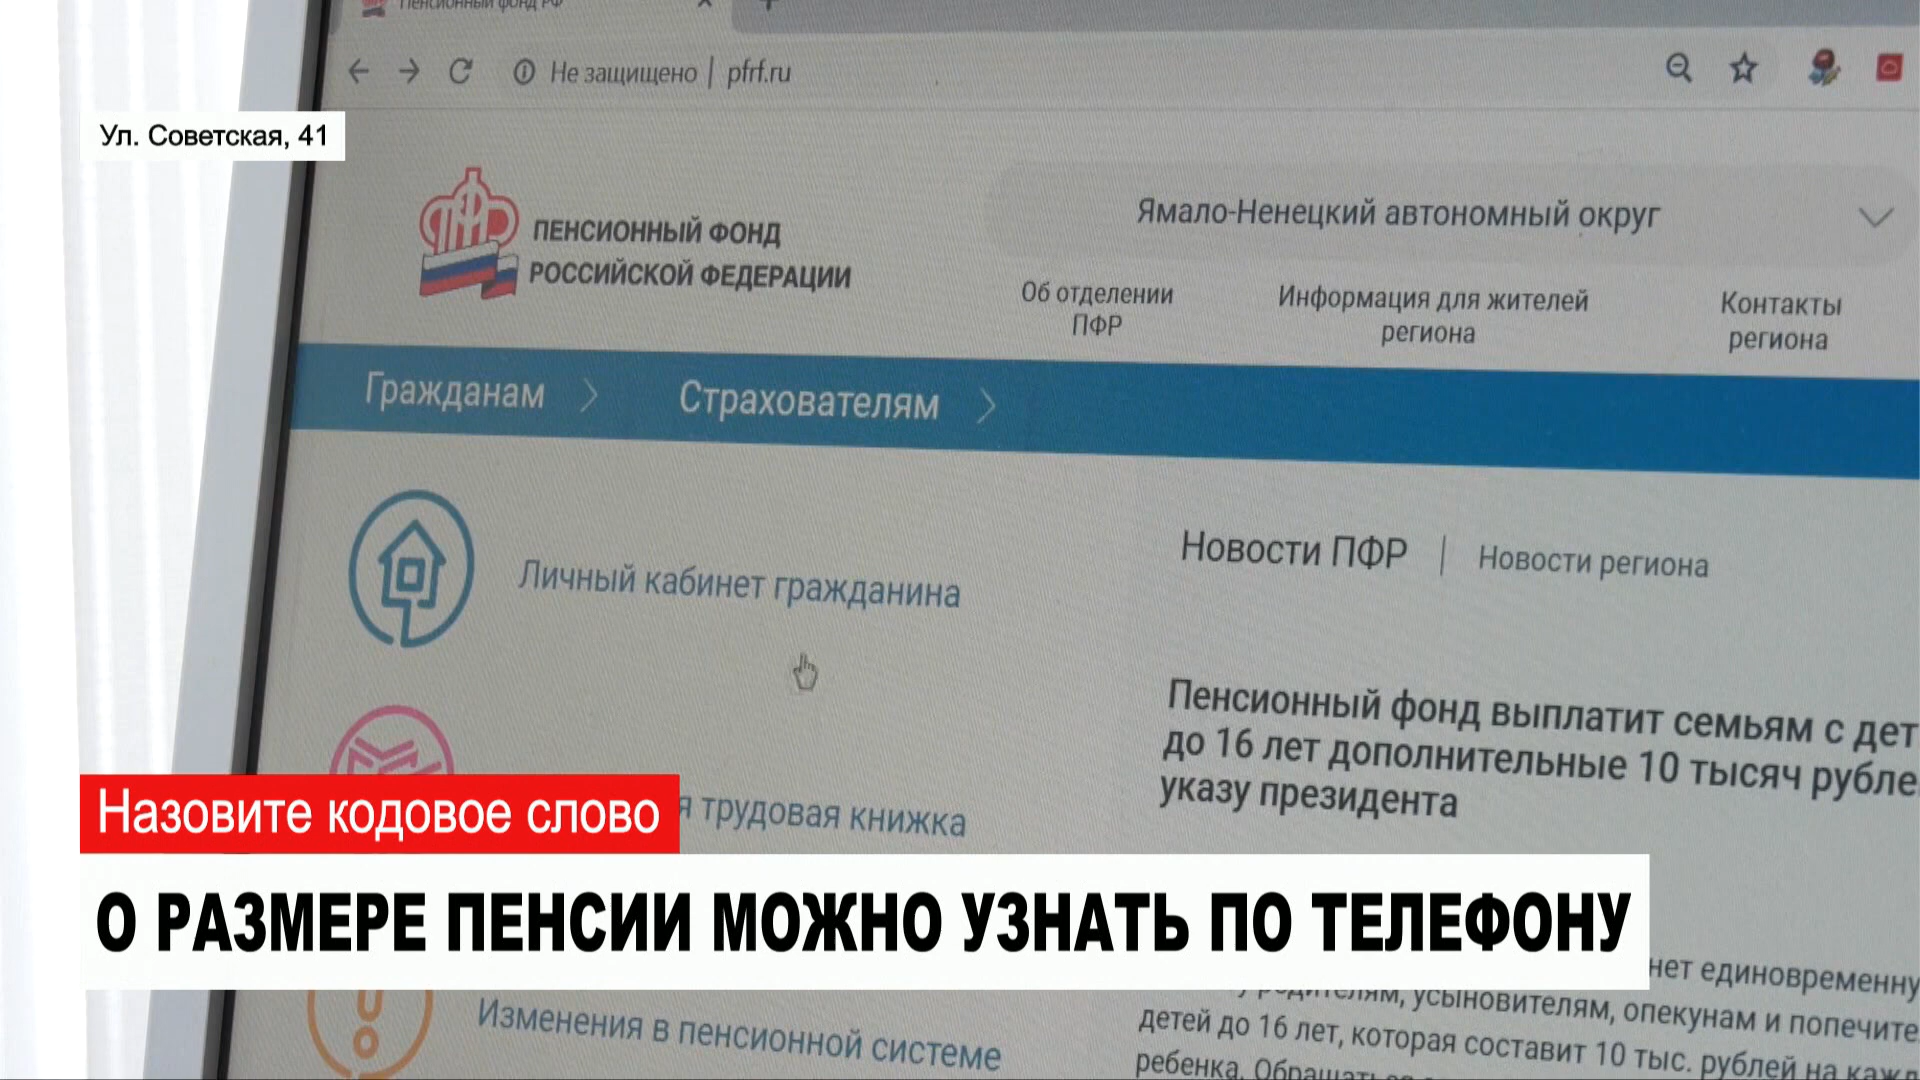 Пенсионный фонд РФ
Не защищено | pfrf.ru
Ул. Советская, 41
ПЕНСИОННЫЙ ФОНД
РОССИЙСКОЙ ФЕДЕРАЦИИ
Ямало-Ненецкий автономный округ
Об отделении
ПФР
Информация для жителей
региона
Контакты
региона
Гражданам
Страхователям
Личный кабинет гражданина
Новости ПФР | Новости региона
Пенсионный фонд выплатит семьям с дет
до 16 лет дополнительные 10 тысяч рубле
указу президента
Назовите кодовое слово
я трудовая книжка
О РАЗМЕРЕ ПЕНСИИ МОЖНО УЗНАТЬ ПО ТЕЛЕФОНУ
нет единовременну
родителям, усыновителям, опекунам и попечите
детей до 16 лет, которая составит 10 тыс. рублей на кажд
ребенка. Обращаться
Изменения в пенсионной системе